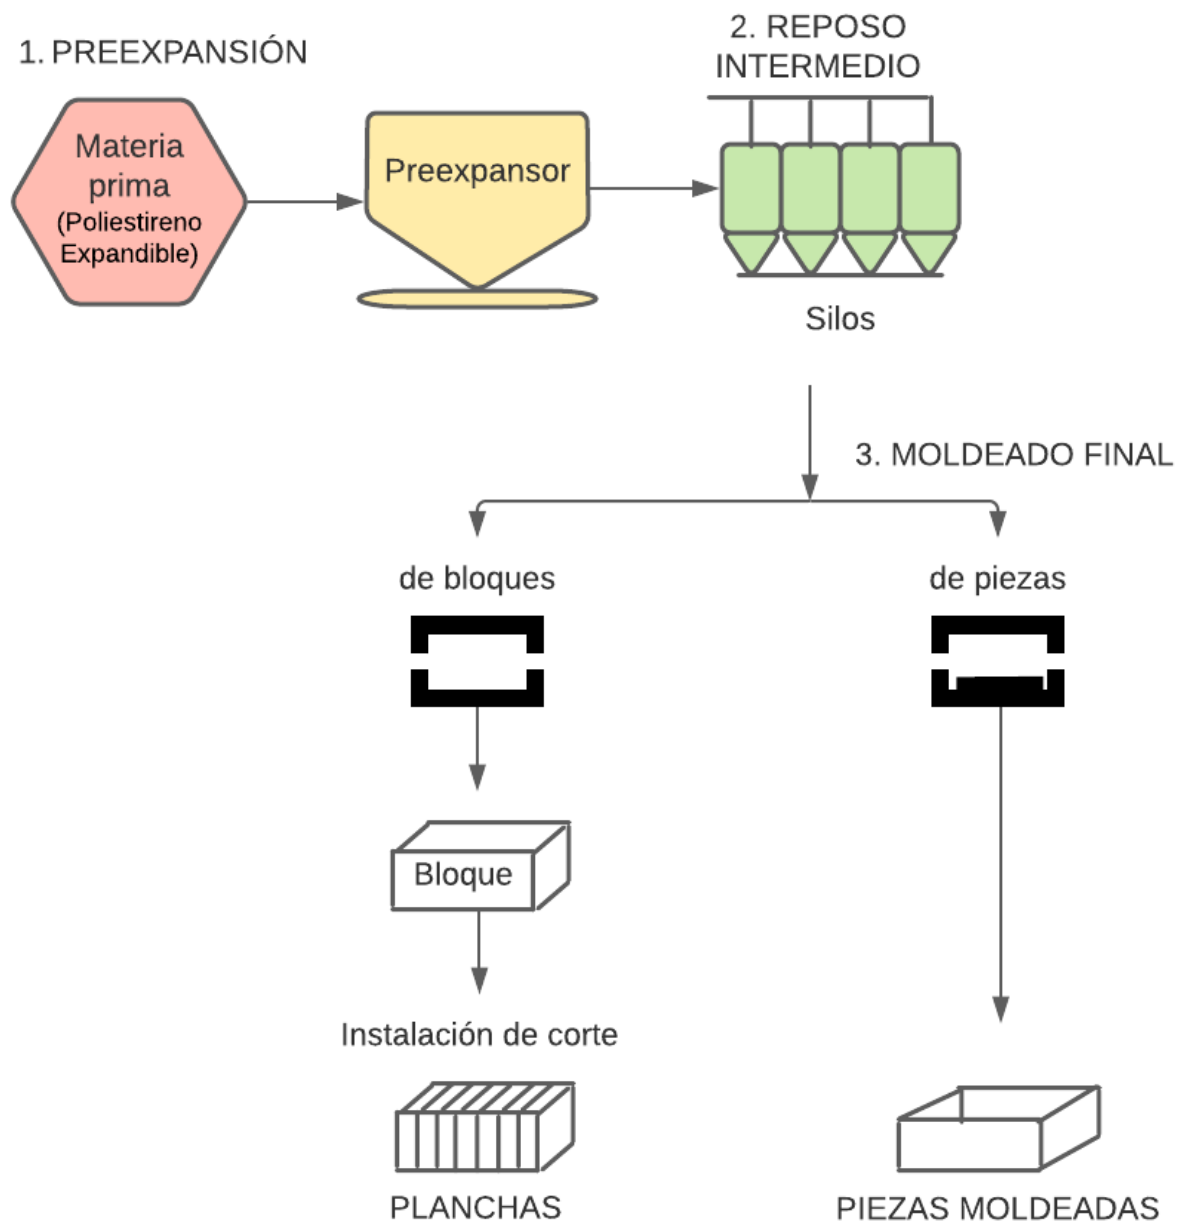 1. PREEXPANSIÓN
2. REPOSO
INTERMEDIO
Materia
prima
(Poliestireno
Expandible)
Preexpansor
Silos
3. MOLDEADO FINAL
de bloques
de piezas
Bloque
Instalación de corte
PLANCHAS
PIEZAS MOLDEADAS